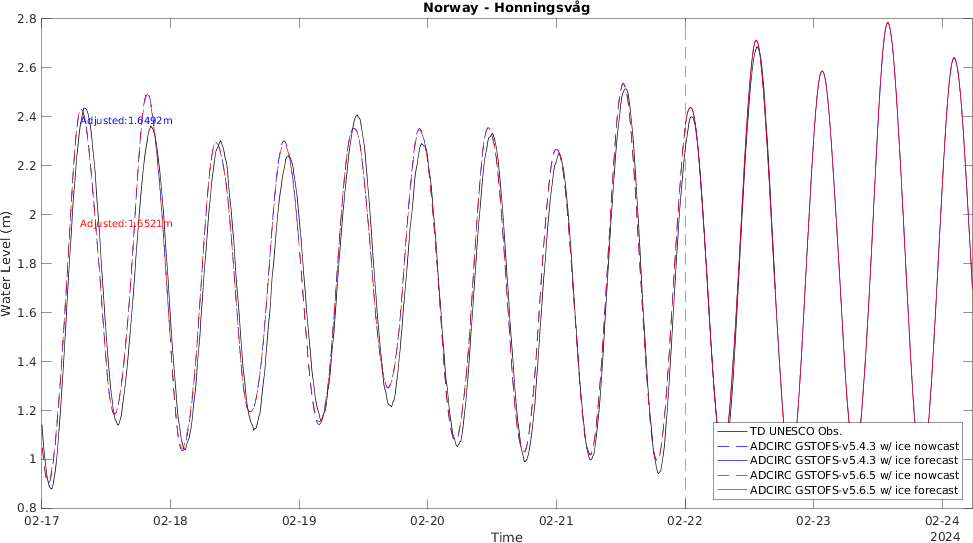 Norway - Honningsvåg
2.8
2.6
2.4
2.2
2
1.8
1.6
1.4
1.2
1
0.8
Water Level (m)
Adjusted:1.6492m
Adjusted:1.6521m
TD UNESCO Obs.
ADCIRC GSTOFS-v5.4.3 w/ ice nowcast
ADCIRC GSTOFS-v5.4.3 w/ ice forecast
ADCIRC GSTOFS-v5.6.5 w/ ice nowcast
ADCIRC GSTOFS-v5.6.5 w/ ice forecast
02-17 02-18 02-19 02-20 02-21 02-22 02-23 02-24
2024
Time